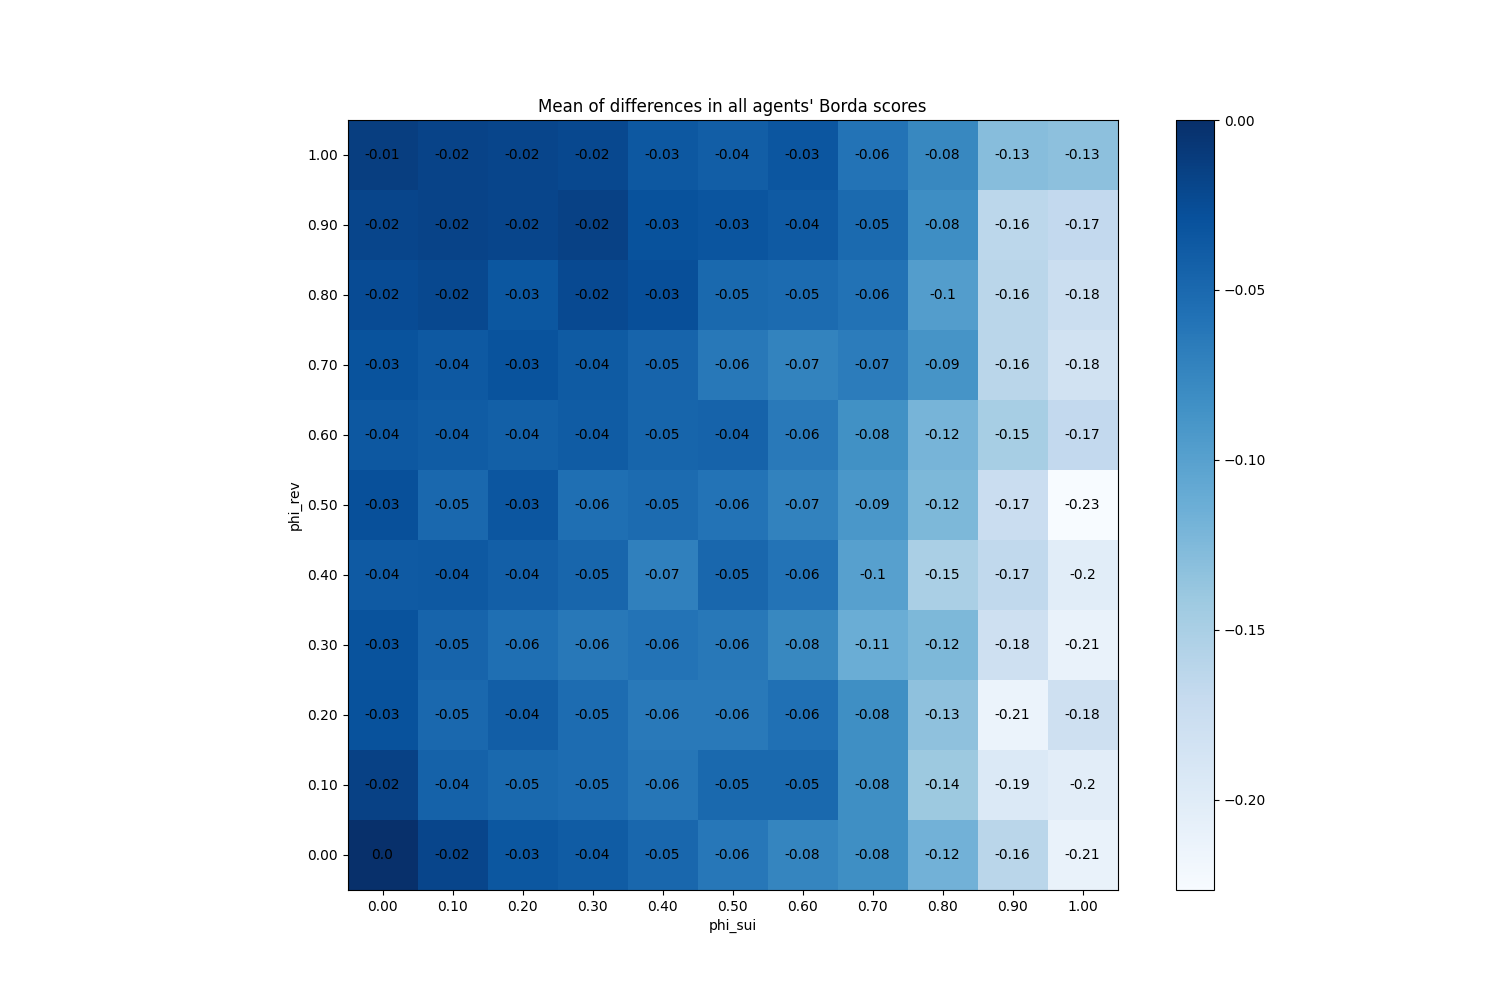 Mean of differences in all agents' Borda scores
1.00 -0.01 -0.02 -0.02 -0.02 -0.03 -0.04 -0.03 -0.06 -0.08 -0.13 -0.13
0.90 -0.02 -0.02 -0.02 -0.02 -0.03 -0.03 -0.04 -0.05 -0.08 -0.16 -0.17
0.80 -0.02 -0.02 -0.03 -0.02 -0.03 -0.05 -0.05 -0.06 -0.1 -0.16 -0.18
0.70 -0.03 -0.04 -0.03 -0.04 -0.05 -0.06 -0.07 -0.07 -0.09 -0.16 -0.18
0.60 -0.04 -0.04 -0.04 -0.04 -0.05 -0.04 -0.06 -0.08 -0.12 -0.15 -0.17
phi_rev
0.50 -0.03 -0.05 -0.03 -0.06 -0.05 -0.06 -0.07 -0.09 -0.12 -0.17 -0.23
0.40 -0.04 -0.04 -0.04 -0.05 -0.07 -0.05 -0.06 -0.1 -0.15 -0.17 -0.2
0.30 -0.03 -0.05 -0.06 -0.06 -0.06 -0.06 -0.08 -0.11 -0.12 -0.18 -0.21
0.20 -0.03 -0.05 -0.04 -0.05 -0.06 -0.06 -0.06 -0.08 -0.13 -0.21 -0.18
0.10 -0.02 -0.04 -0.05 -0.05 -0.06 -0.05 -0.05 -0.08 -0.14 -0.19 -0.2
0.00 0.0 -0.02 -0.03 -0.04 -0.05 -0.06 -0.08 -0.08 -0.12 -0.16 -0.21
0.00 0.10 0.20 0.30 0.40 0.50 0.60 0.70 0.80 0.90 1.00
phi_sui
0.00
−0.05
−0.10
−0.15
−0.20